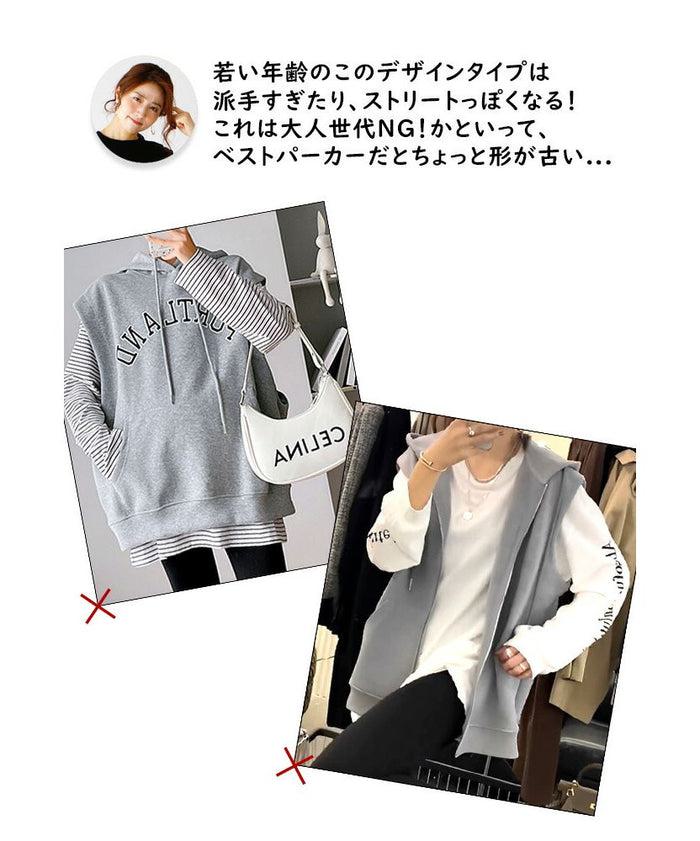 若い年齢のこのデザインタイプは
派手すぎたり、ストリートっぽくなる！
これは大人世代NG！かといって、
ベストパーカーだとちょっと形が古い...
PORTLAND
CELINA